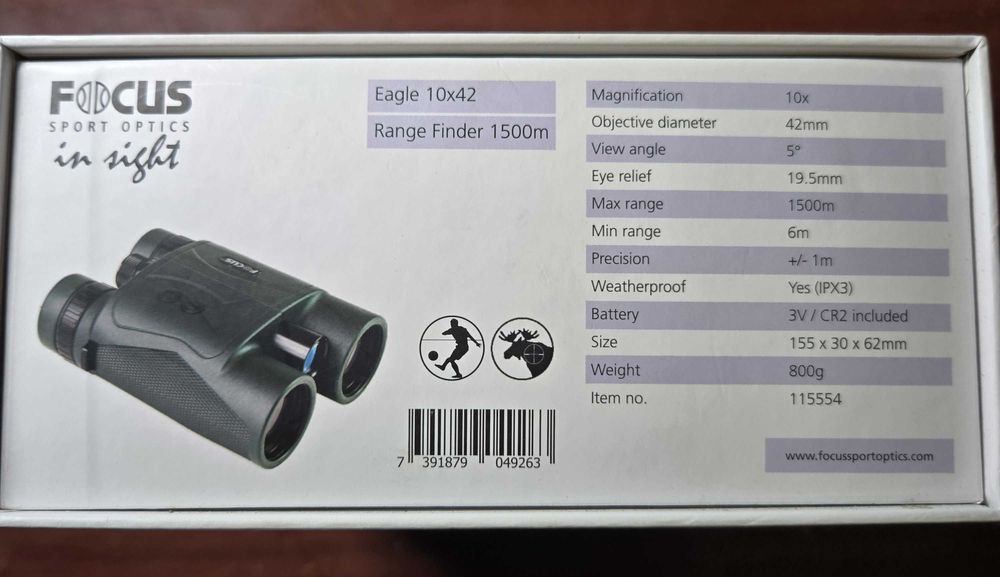 FOCUS
SPORT OPTICS
in sight
Eagle 10x42
Range Finder 1500m
Magnification 10x
Objective diameter 42mm
View angle 5°
Eye relief 19.5mm
Max range 1500m
Min range 6m
Precision +/- 1m
Weatherproof Yes (IPX3)
Battery 3V / CR2 included
Size 155 x 30 x 62mm
Weight 800g
Item no. 115554
FOCUS
7 391879 049263
www.focussportoptics.com